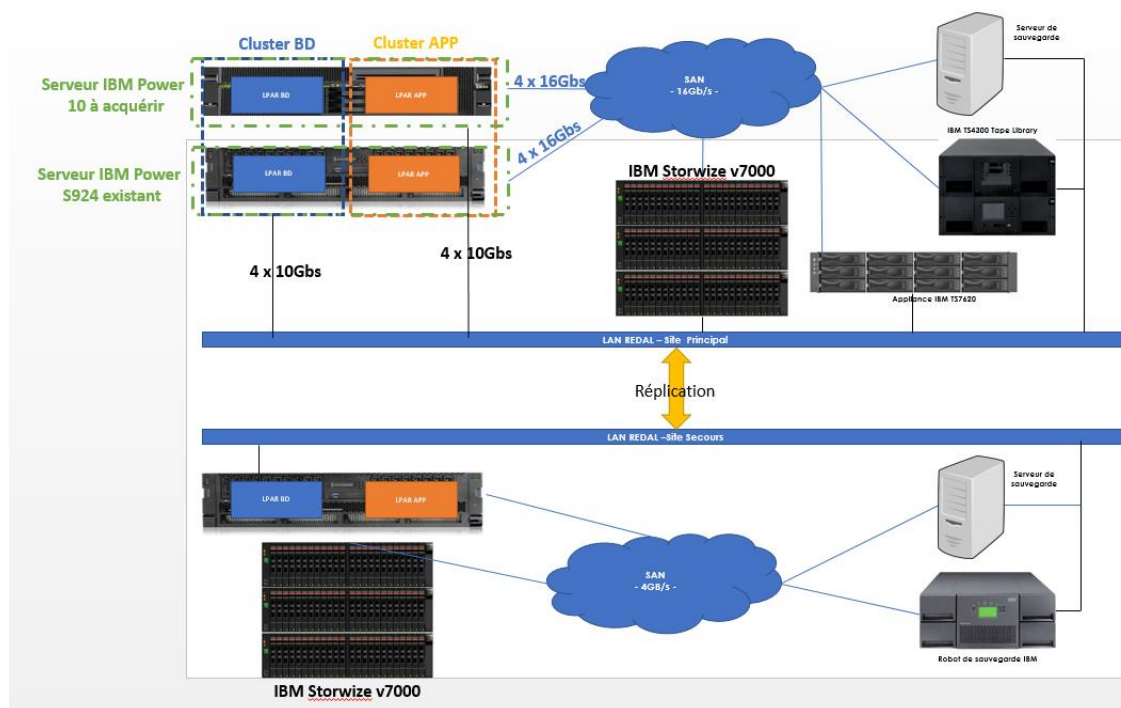 Cluster BD
Cluster APP
Serveur IBM Power
10 à acquérir
LPAR BD
LPAR APP
4 x 16Gbs
SAN
- 16Gb/s -
Serveur de
sauvegarde
IBM TS4300 Tape Library
Serveur IBM Power
S924 existant
LPAR BD
LPAR APP
4 x 16Gbs
IBM Storwize v7000
4 x 10Gbs
4 x 10Gbs
Appliance IBM TS7620
LAN REDAL – Site Principal
Réplication
LAN REDAL –Site Secours
LPAR BD
LPAR APP
Serveur de
sauvegarde
SAN
- 4GB/s -
Robot de sauvegarde IBM
IBM Storwize v7000